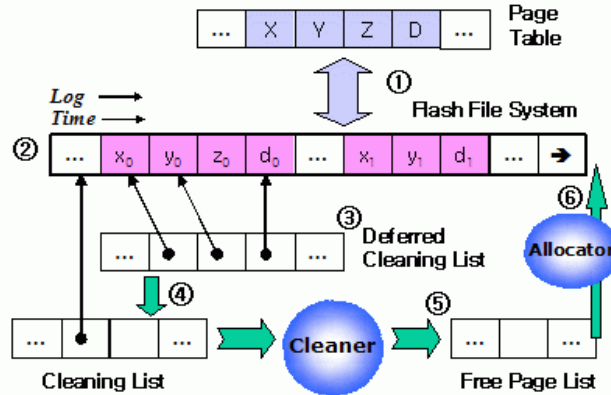 ... X Y Z D ...
Page
Table
①
Log
Time
Flash File System
②
... x₀ y₀ z₀ d₀ ... x₁ y₁ d₁ ... ➔
③
⑥
... ...
Deferred
Cleaning List
Allocator
④
⑤
... ...
Cleaner
... ...
Cleaning List
Free Page List